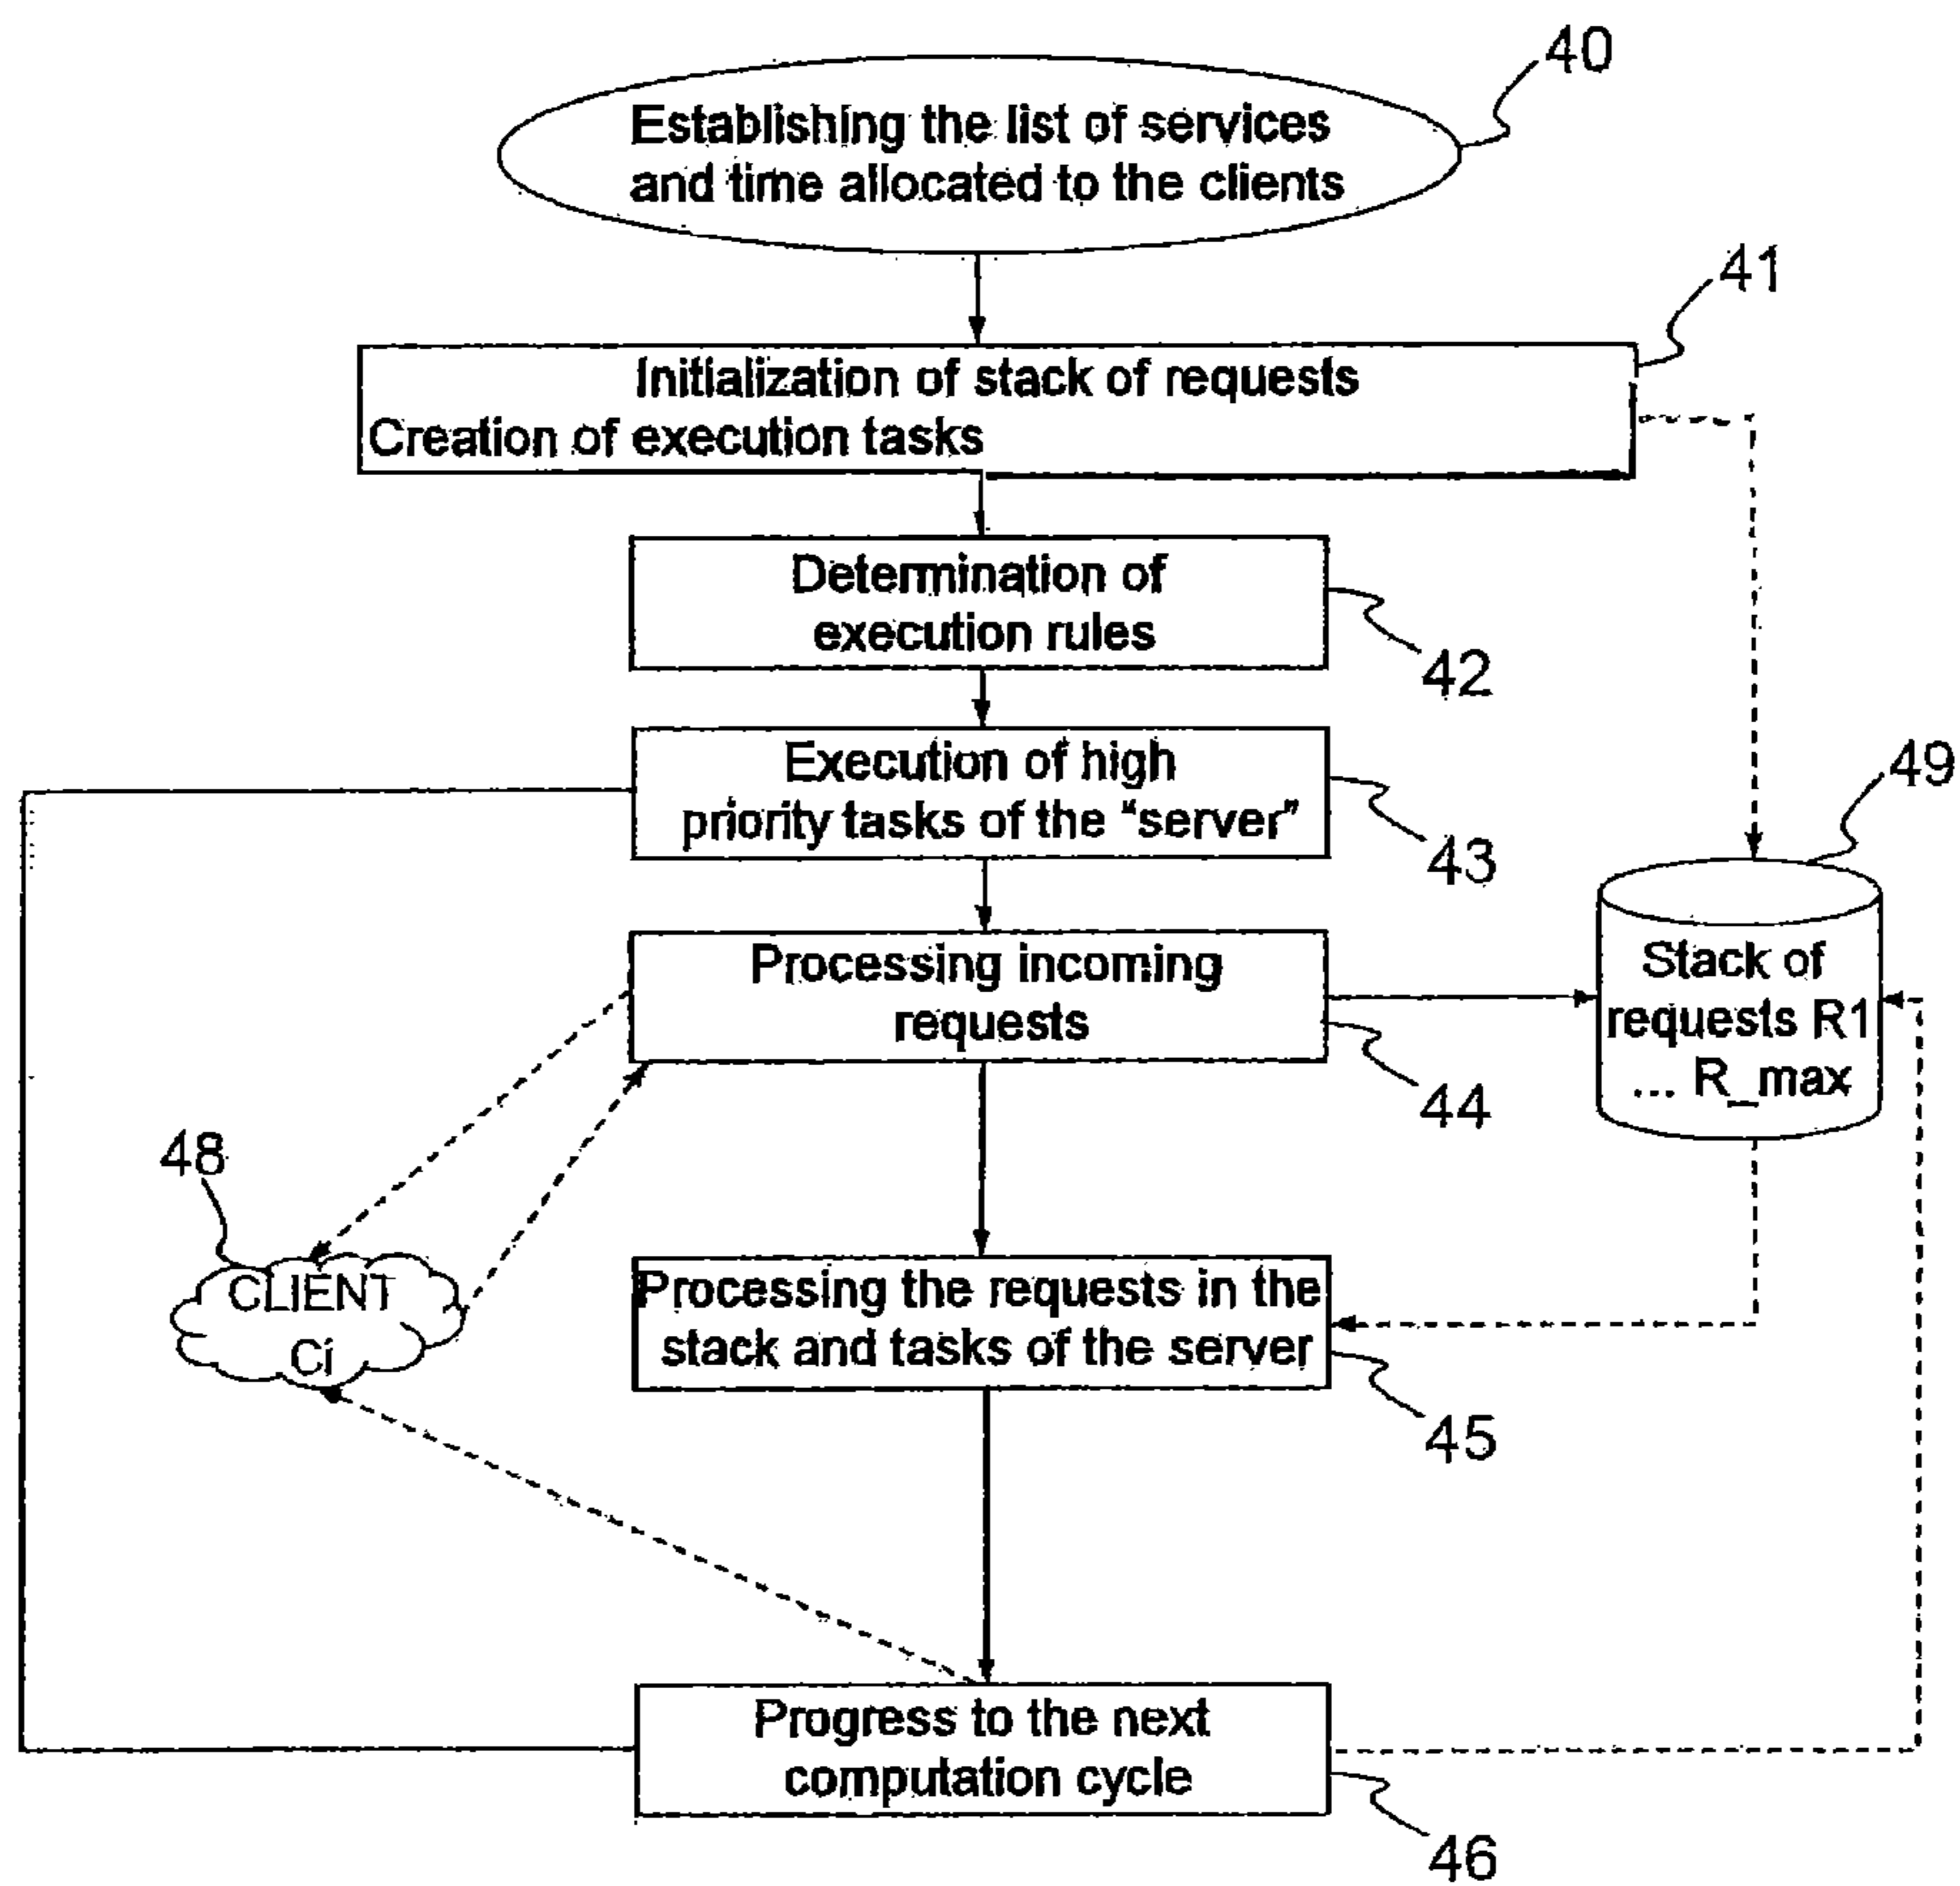 40
Establishing the list of services
and time allocated to the clients
41
Initialization of stack of requests
Creation of execution tasks
Determination of
execution rules
42
Execution of high
priority tasks of the “server”
43
49
Processing incoming
requests
44
Stack of
requests R1
... R_max
48
CLIENT
Ci
Processing the requests in the
stack and tasks of the server
45
Progress to the next
computation cycle
46